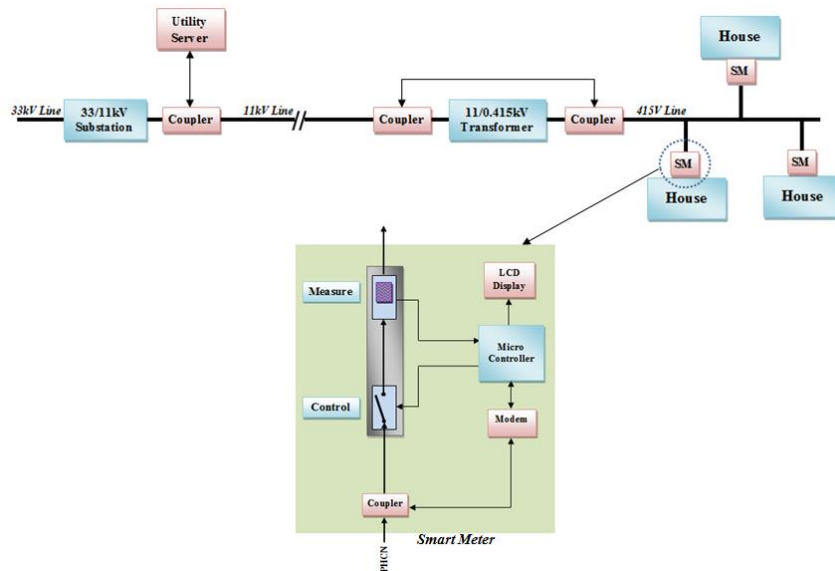 Utility
Server
House
SM
33kV Line
33/11kV
Substation
Coupler
11kV Line
Coupler
11/0.415kV
Transformer
Coupler
415V Line
SM
House
SM
House
Measure
LCD
Display
Micro
Controller
Control
Modem
Coupler
Smart Meter
PHCN